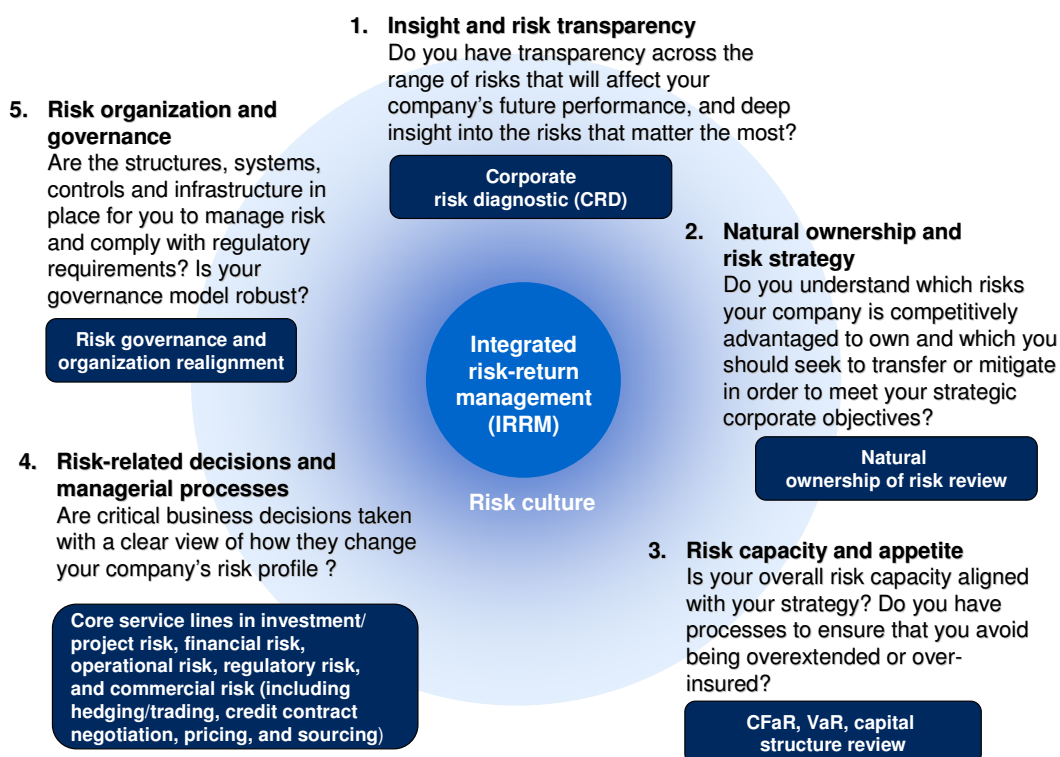 1. Insight and risk transparency
Do you have transparency across the
range of risks that will affect your
company's future performance, and deep
insight into the risks that matter the most?
Corporate
risk diagnostic (CRD)
2. Natural ownership and
risk strategy
Do you understand which risks
your company is competitively
advantaged to own and which you
should seek to transfer or mitigate
in order to meet your strategic
corporate objectives?
Natural
ownership of risk review
3. Risk capacity and appetite
Is your overall risk capacity aligned
with your strategy? Do you have
processes to ensure that you avoid
being overextended or over-
insured?
CFaR, VaR, capital
structure review
4. Risk-related decisions and
managerial processes
Are critical business decisions taken
with a clear view of how they change
your company's risk profile ?
Core service lines in investment/
project risk, financial risk,
operational risk, regulatory risk,
and commercial risk (including
hedging/trading, credit contract
negotiation, pricing, and sourcing)
5. Risk organization and
governance
Are the structures, systems,
controls and infrastructure in
place for you to manage risk
and comply with regulatory
requirements? Is your
governance model robust?
Risk governance and
organization realignment
Integrated
risk-return
management
(IRRM)
Risk culture